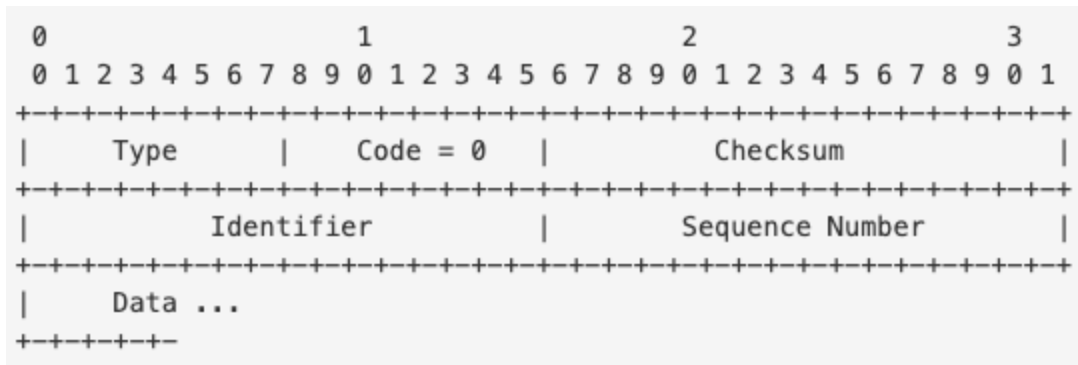 0                   1                   2                   3
 0 1 2 3 4 5 6 7 8 9 0 1 2 3 4 5 6 7 8 9 0 1 2 3 4 5 6 7 8 9 0 1
+-+-+-+-+-+-+-+-+-+-+-+-+-+-+-+-+-+-+-+-+-+-+-+-+-+-+-+-+-+-+-+-+
|     Type      |    Code = 0   |          Checksum             |
+-+-+-+-+-+-+-+-+-+-+-+-+-+-+-+-+-+-+-+-+-+-+-+-+-+-+-+-+-+-+-+-+
|           Identifier          |        Sequence Number        |
+-+-+-+-+-+-+-+-+-+-+-+-+-+-+-+-+-+-+-+-+-+-+-+-+-+-+-+-+-+-+-+-+
|     Data ...
+-+-+-+-+-